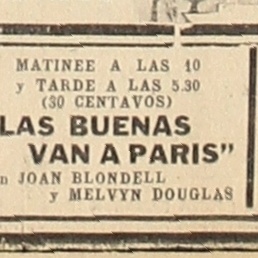 MATINEE A LAS 10
y TARDE A LAS 5.30
(30 CENTAVOS)
LAS BUENAS
VAN A PARIS"
n JOAN BLONDELL
y MELVYN DOUGLAS